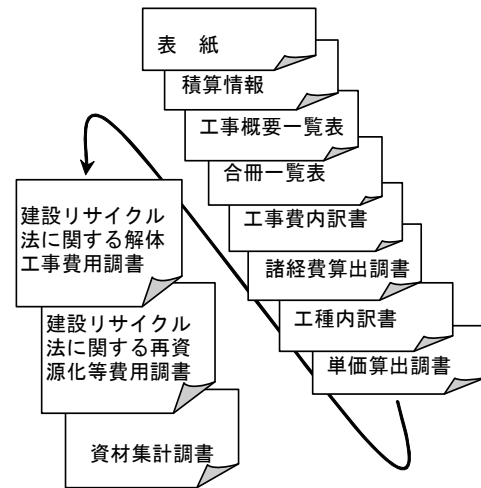 表　紙
積算情報
工事概要一覧表
合冊一覧表
工事費内訳書
諸経費算出調書
工種内訳書
単価算出調書
建設リサイクル
法に関する解体
工事費用調書
建設リサイクル
法に関する再資
源化等費用調書
資材集計調書